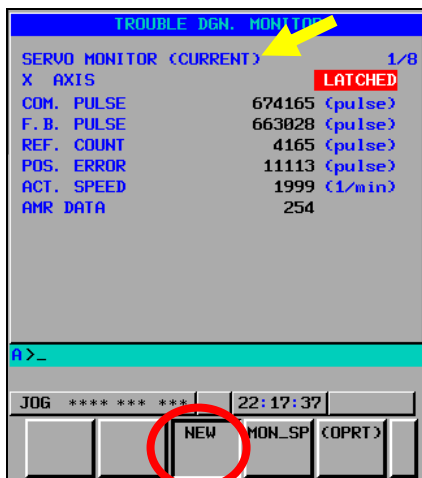 TROUBLE DGN. MONITOR
SERVO MONITOR (CURRENT) 1/8
X AXIS LATCHED
COM. PULSE 674165 (pulse)
F.B. PULSE 663028 (pulse)
REF. COUNT 4165 (pulse)
POS. ERROR 11113 (pulse)
ACT. SPEED 1999 (1/min)
AMR DATA 254
A>_
JOG **** *** *** 22:17:37
NEW MON_SP (OPRT)